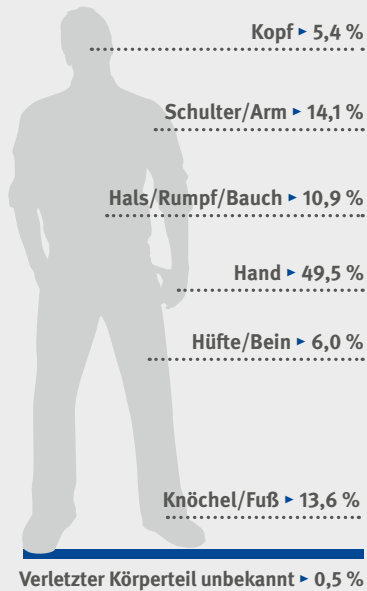 Kopf ▸ 5,4 %
Schulter/Arm ▸ 14,1 %
Hals/Rumpf/Bauch ▸ 10,9 %
Hand ▸ 49,5 %
Hüfte/Bein ▸ 6,0 %
Knöchel/Fuß ▸ 13,6 %
Verletzter Körperteil unbekannt ▸ 0,5 %